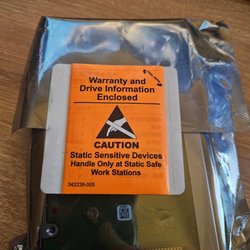 Warranty and
Drive Information
Enclosed
CAUTION
Static Sensitive Devices
Handle Only at Static Safe
Work Stations
342238-005